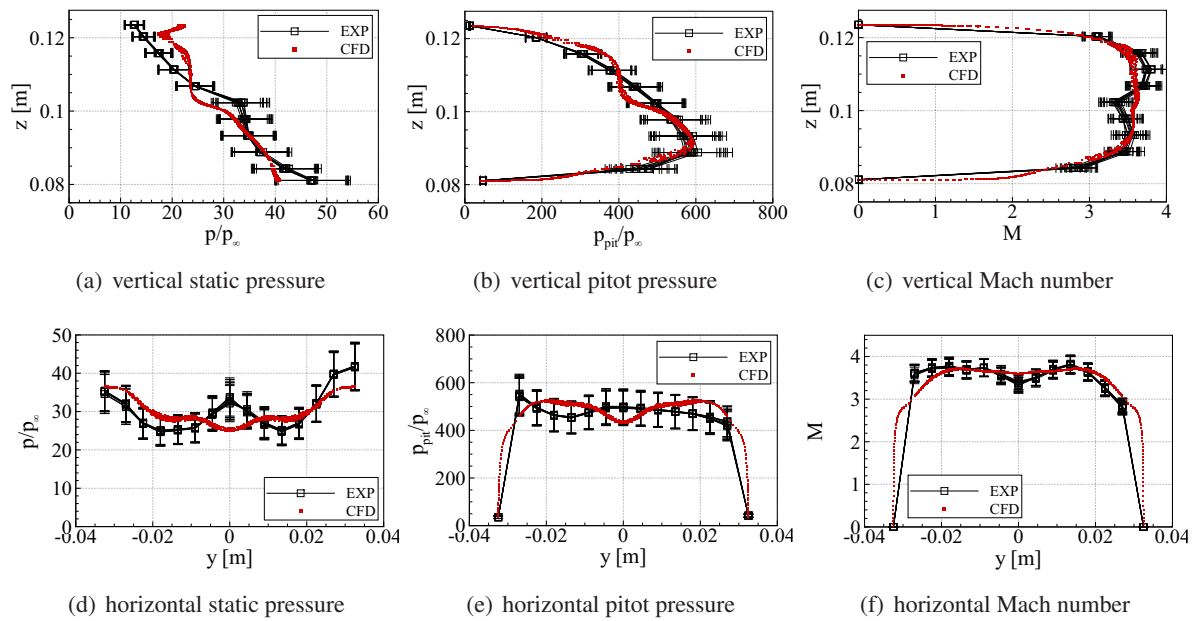 0.12
0.1
0.08
z [m]
0 10 20 30 40 50 60
p/p∞
EXP
CFD
(a) vertical static pressure
0.12
0.1
0.08
z [m]
0 200 400 600 800
p_pit/p∞
EXP
CFD
(b) vertical pitot pressure
0.12
0.1
0.08
z [m]
0 1 2 3 4
M
EXP
CFD
(c) vertical Mach number
50
40
30
20
10
0
p/p∞
-0.04 -0.02 0 0.02 0.04
y [m]
EXP
CFD
(d) horizontal static pressure
800
600
400
200
0
p_pit/p∞
-0.04 -0.02 0 0.02 0.04
y [m]
EXP
CFD
(e) horizontal pitot pressure
4
3
2
1
0
M
-0.04 -0.02 0 0.02 0.04
y [m]
EXP
CFD
(f) horizontal Mach number